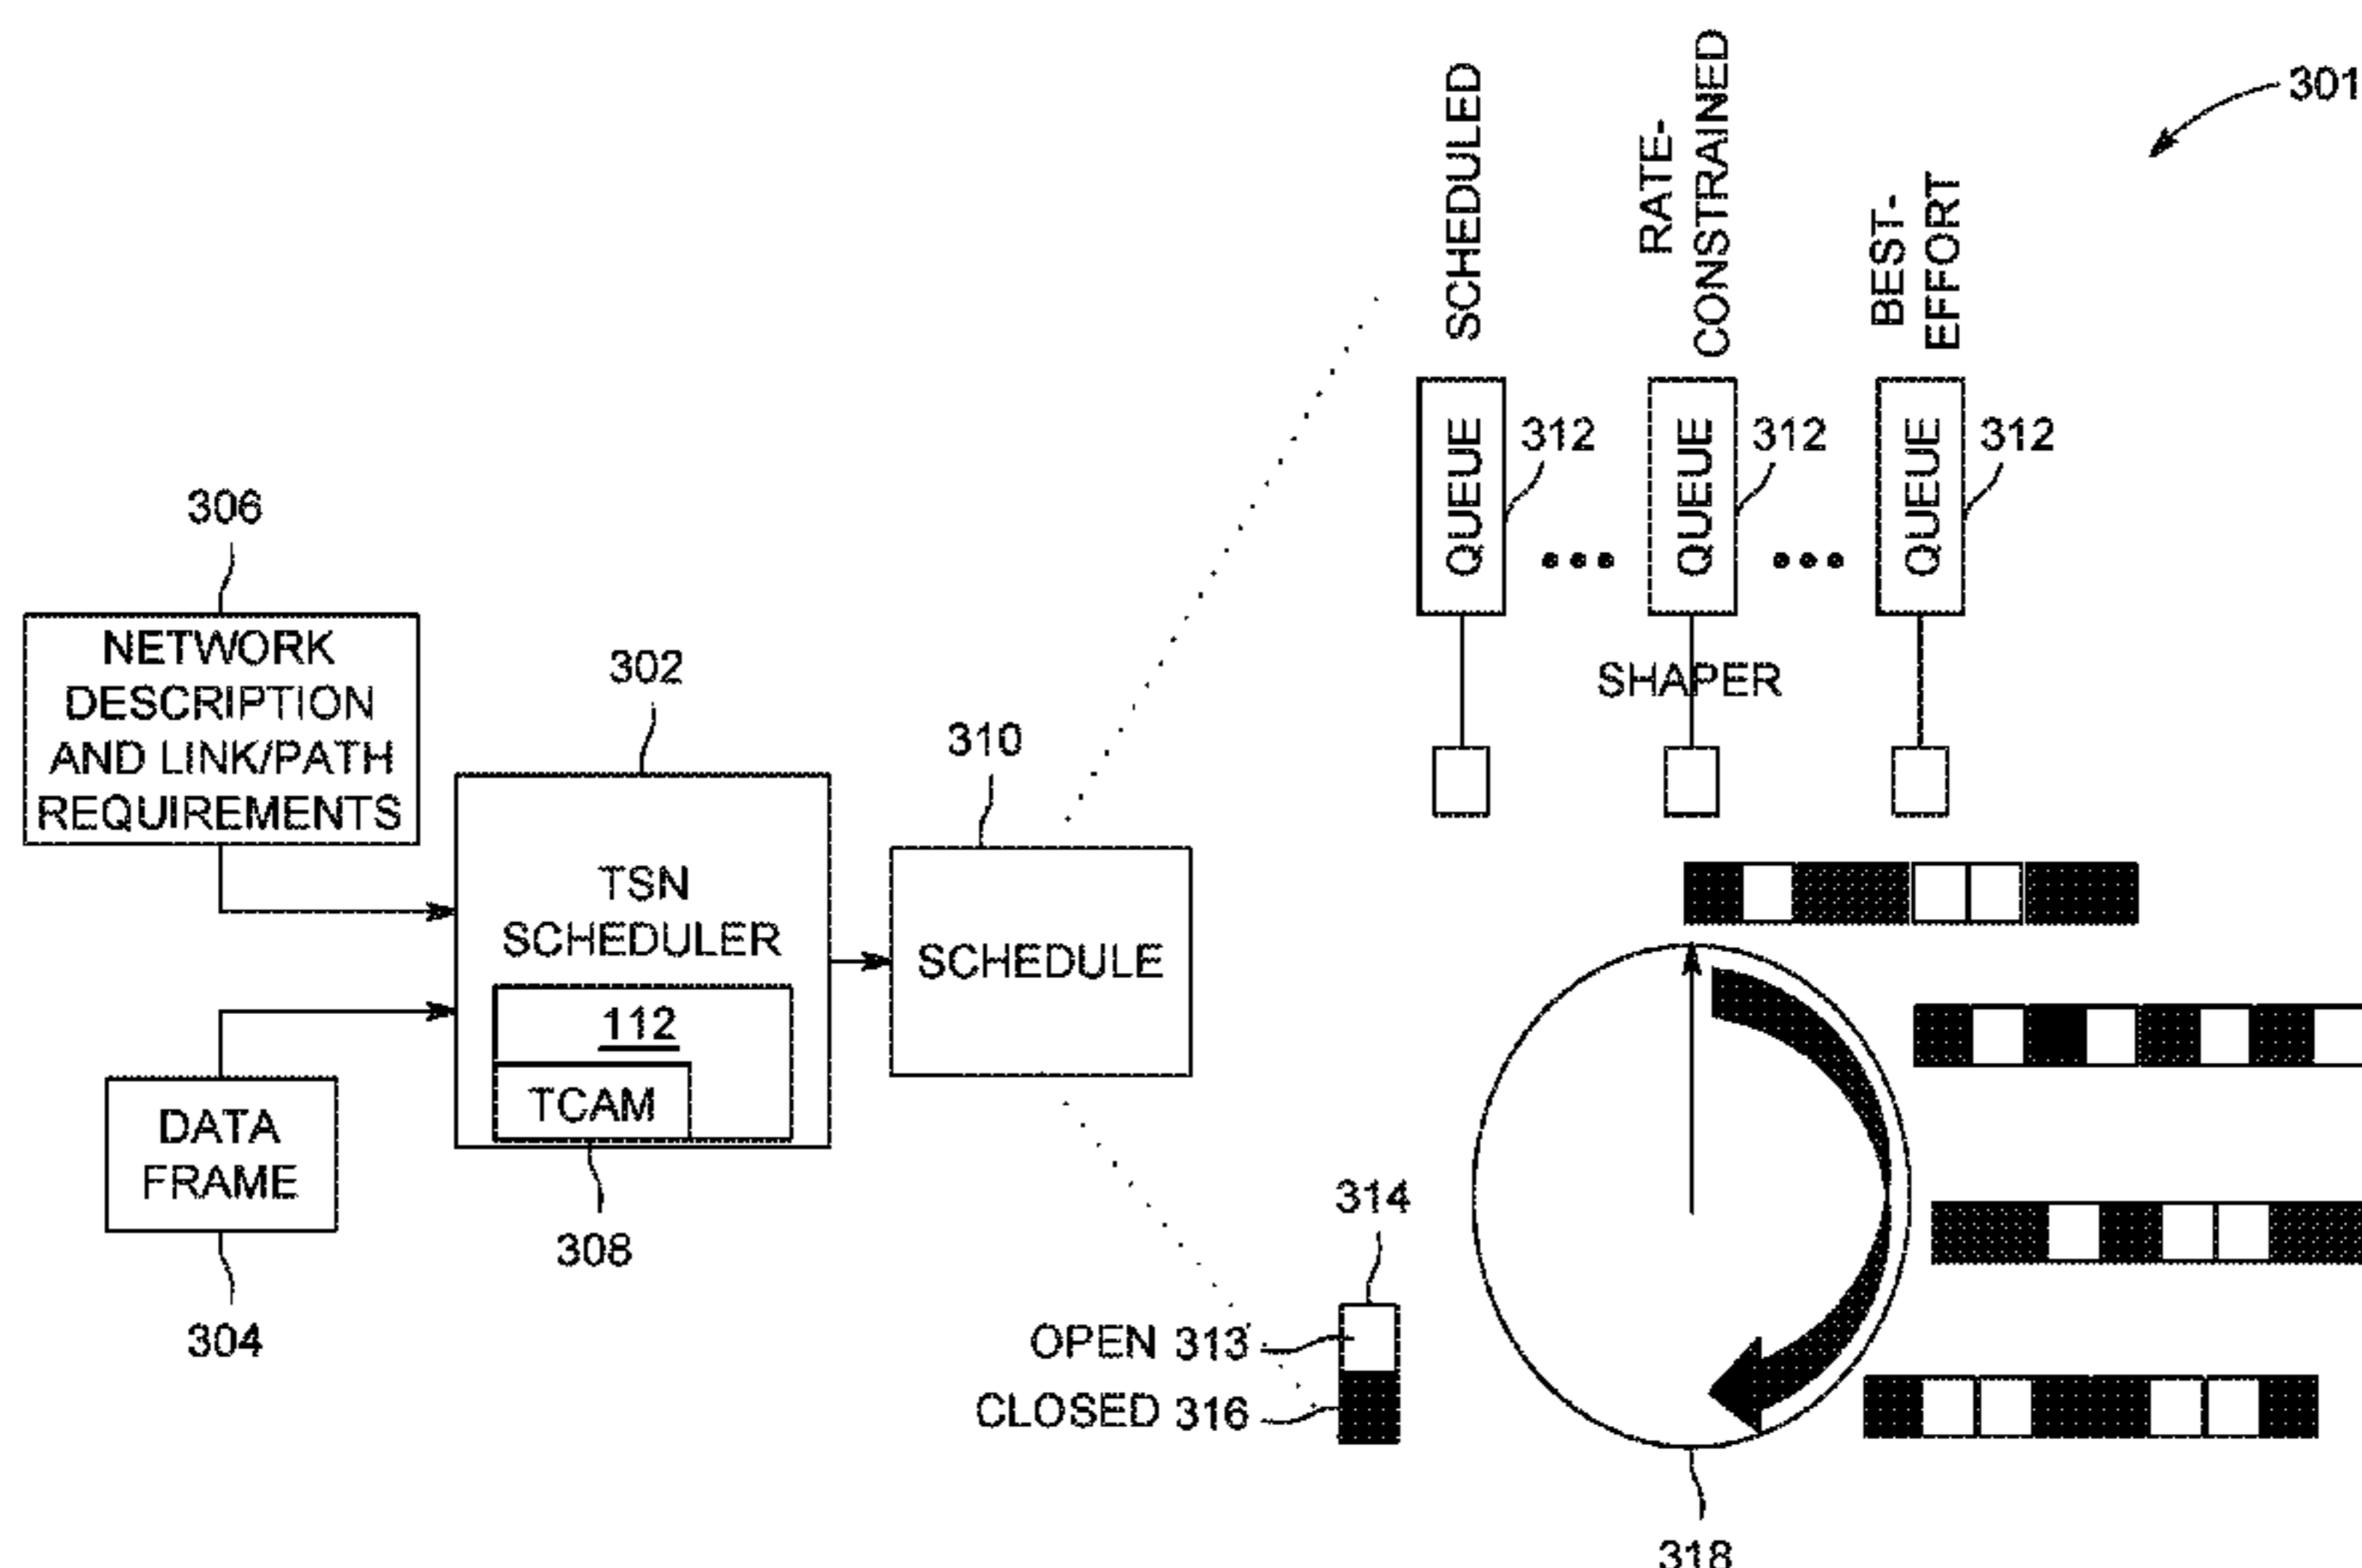 301
SCHEDULED
RATE-
CONSTRAINED
BEST-
EFFORT
QUEUE
312
QUEUE
312
QUEUE
312
306
NETWORK
DESCRIPTION
AND LINK/PATH
REQUIREMENTS
302
SHAPER
310
TSN
SCHEDULER
SCHEDULE
112
TCAM
DATA
FRAME
308
304
314
OPEN 313
CLOSED 316
318